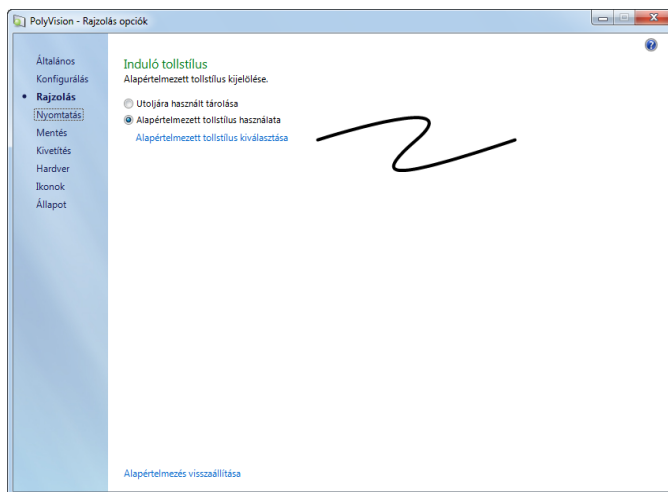 PolyVision - Rajzolás opciók
Általános
Konfigurálás
Rajzolás
Nyomtatás
Mentés
Kivetítés
Hardver
Ikonok
Állapot
Induló tollstílus
Alapértelmezett tollstílus kijelölése.
Utoljára használt tárolása
Alapértelmezett tollstílus használata
Alapértelmezett tollstílus kiválasztása
Alapértelmezés visszaállítása